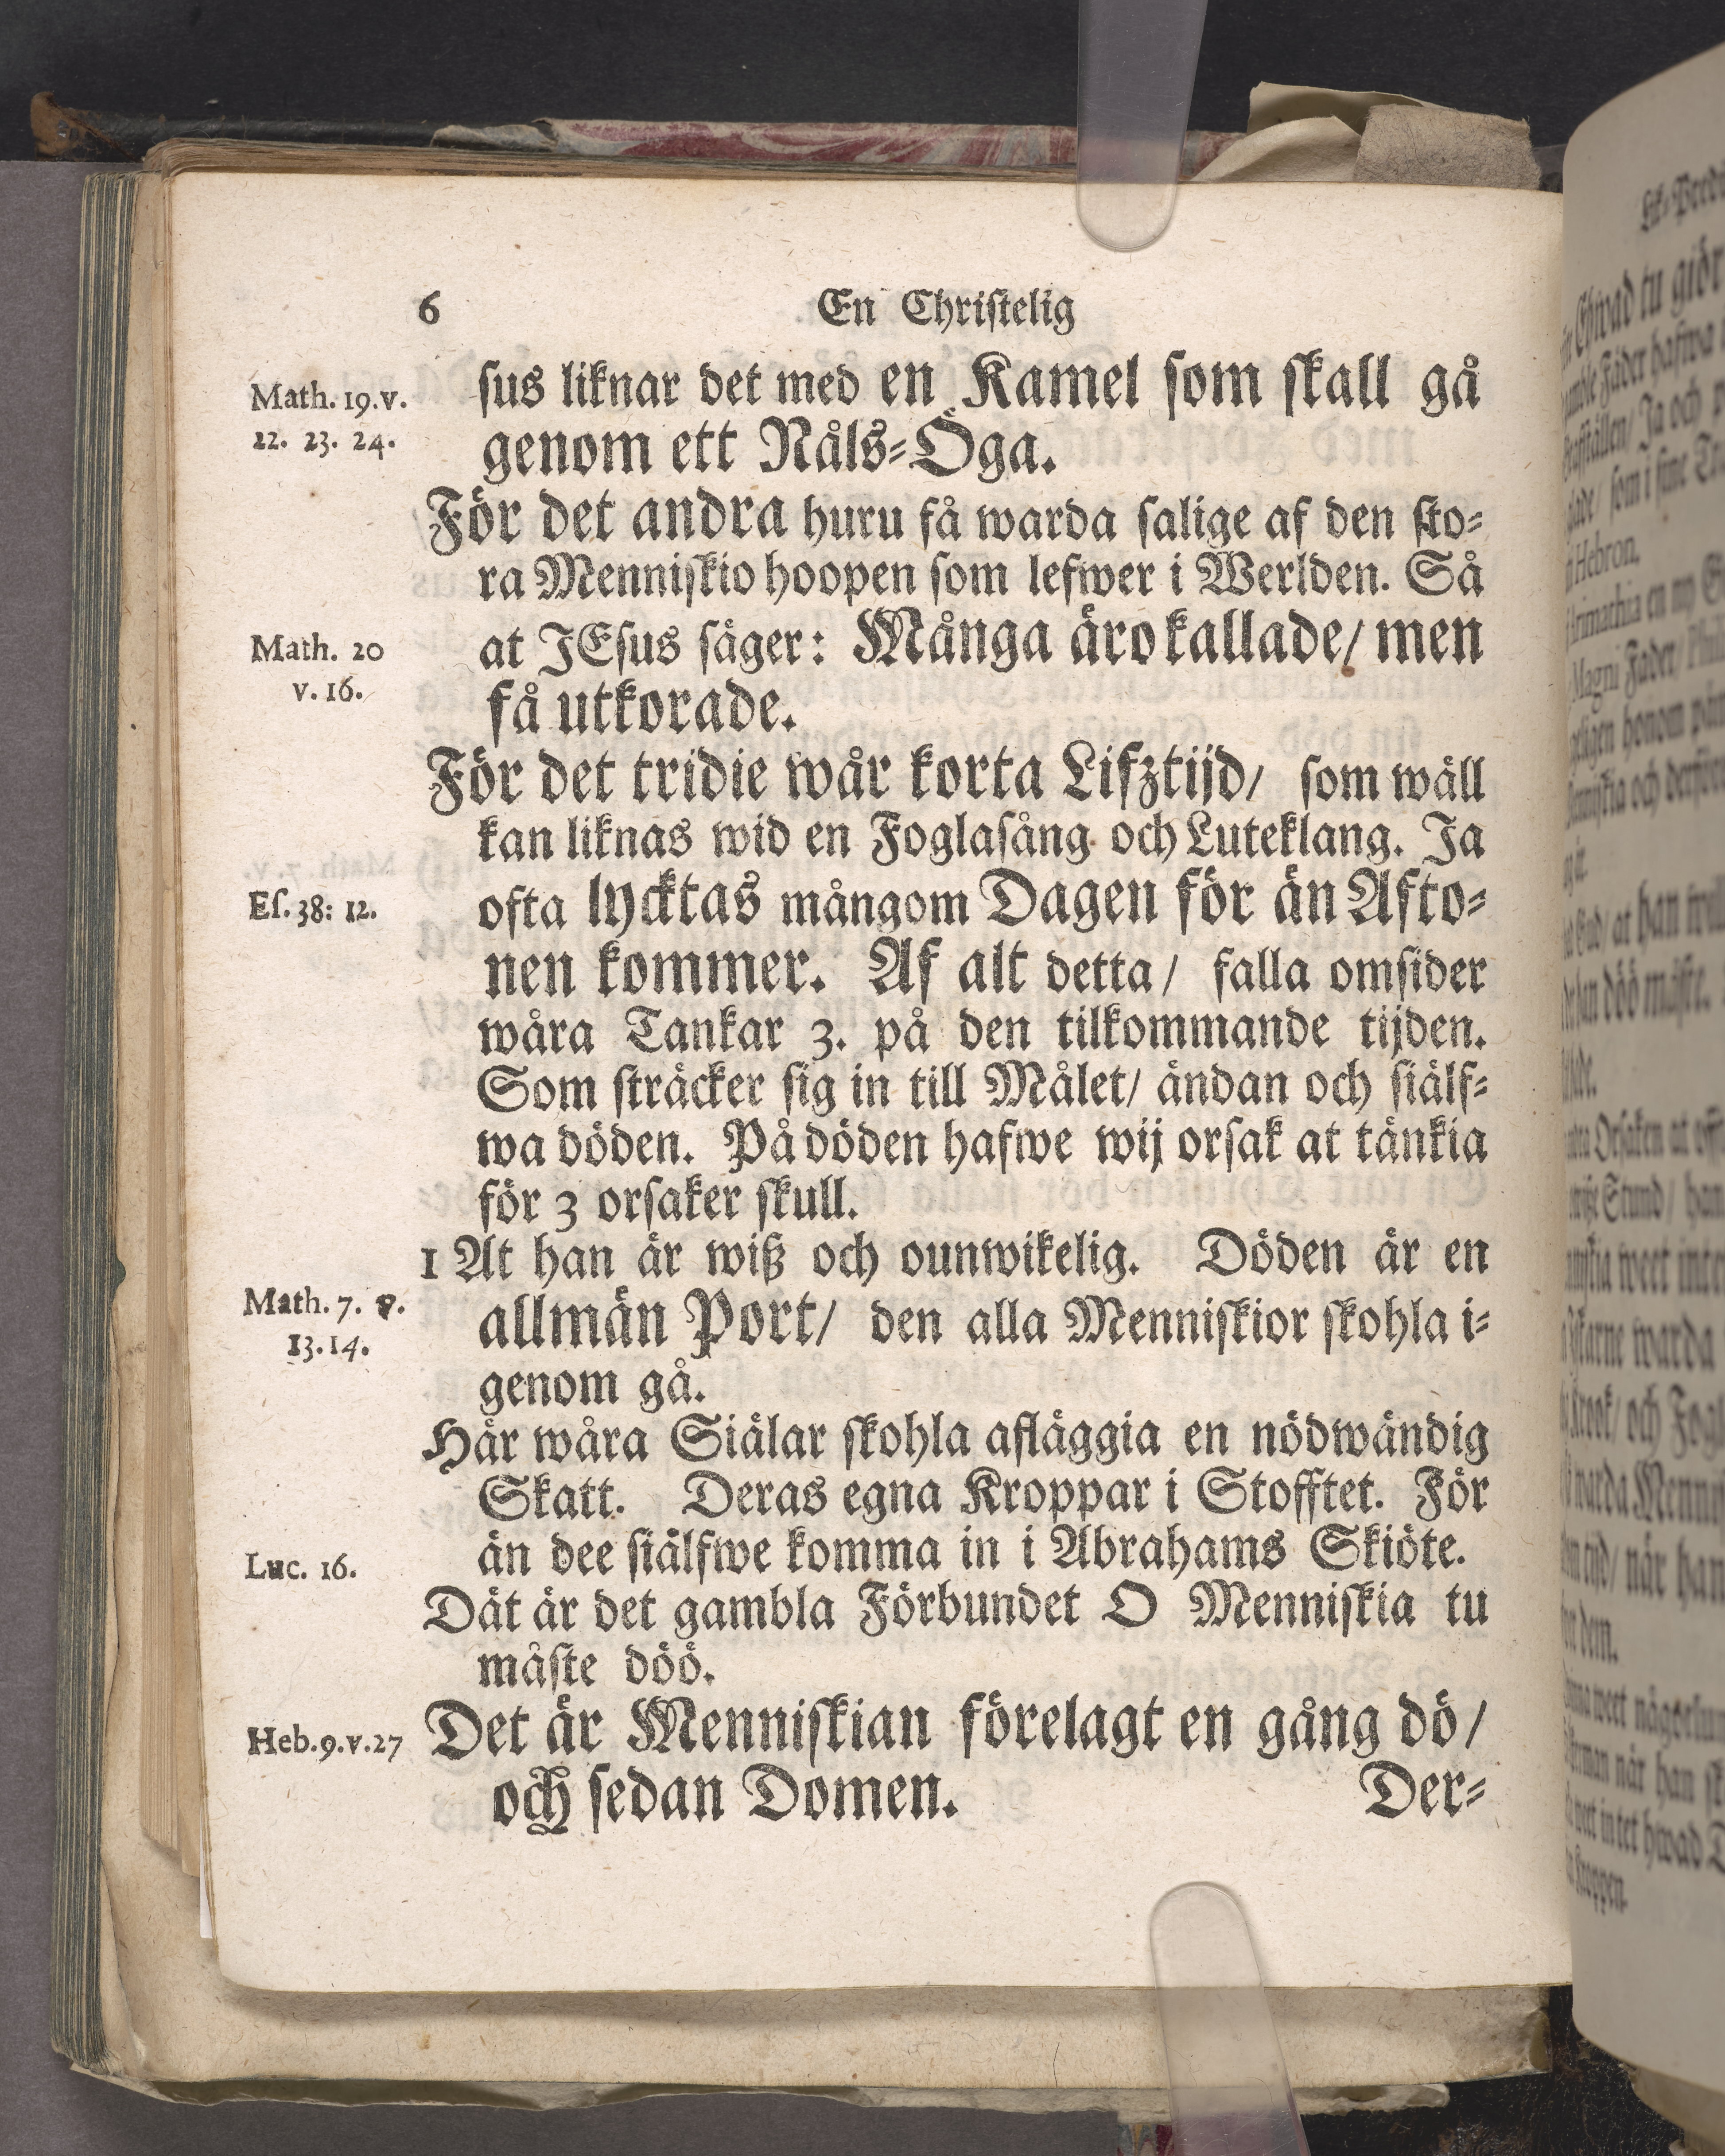 6 En Christelig
Math. 19. v.
22. 23. 24.
ſus liknar det med en Kamel ſom ſkall gå
genom ett Nåls-Öga.
För det andra huru få warda ſalige af den ſto-
ra Menniſkio hoopen ſom lefwer i Werlden. Så
Math. 20
v. 16.
at JEſus ſäger: Många äro kallade/ men
få utkorade.
För det tridie wår korta Lifztijd/ ſom wäll
kan liknas wid en Foglaſång och Luteklang. Ja
Eſ. 38: 12.
ofta lycktas mångom Dagen för än Afto-
nen kommer. Af alt detta/ falla omſider
wåra Tankar 3. på den tilkommande tijden.
Som ſträcker ſig in till Målet/ ändan och ſiälf-
wa döden. På döden hafwe wij orſak at tänkia
för 3 orſaker ſkull.
1 At han är wiß och ounwikelig. Döden är en
Math. 7. v.
13. 14.
allmän Port/ den alla Menniſkior ſkohla i-
genom gå.
Här wåra Siälar ſkohla afläggia en nödwändig
Skatt. Deras egna Kroppar i Stofftet. För
Luc. 16.
än dee ſiälfwe komma in i Abrahams Skiöte.
Dät är det gambla Förbundet O Menniſkia tu
måſte döö.
Heb. 9. v. 27
Det är Menniſkian förelagt en gång dö/
och ſedan Domen.
Der-